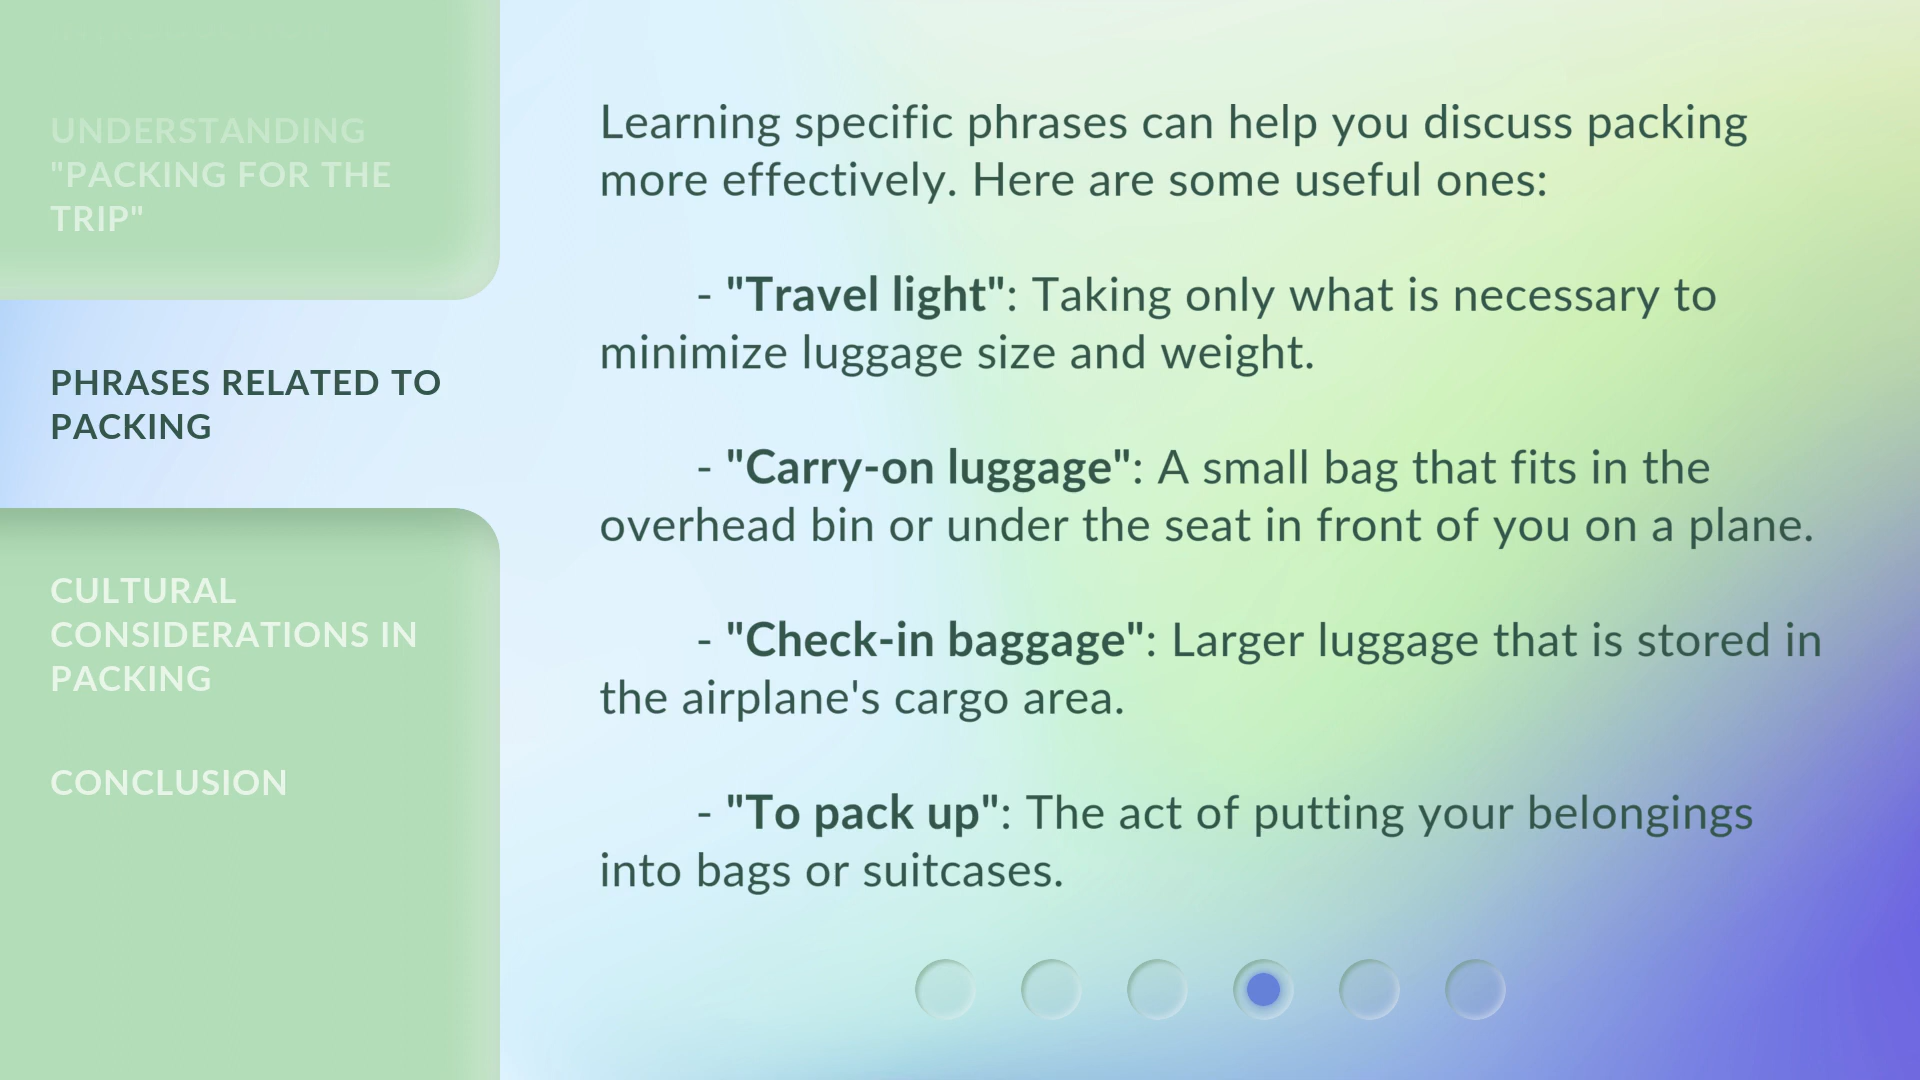 UNDERSTANDING
"PACKING FOR THE
TRIP"
PHRASES RELATED TO
PACKING
CULTURAL
CONSIDERATIONS IN
PACKING
CONCLUSION
Learning specific phrases can help you discuss packing
more effectively. Here are some useful ones:
- "Travel light": Taking only what is necessary to
minimize luggage size and weight.
- "Carry-on luggage": A small bag that fits in the
overhead bin or under the seat in front of you on a plane.
- "Check-in baggage": Larger luggage that is stored in
the airplane's cargo area.
- "To pack up": The act of putting your belongings
into bags or suitcases.